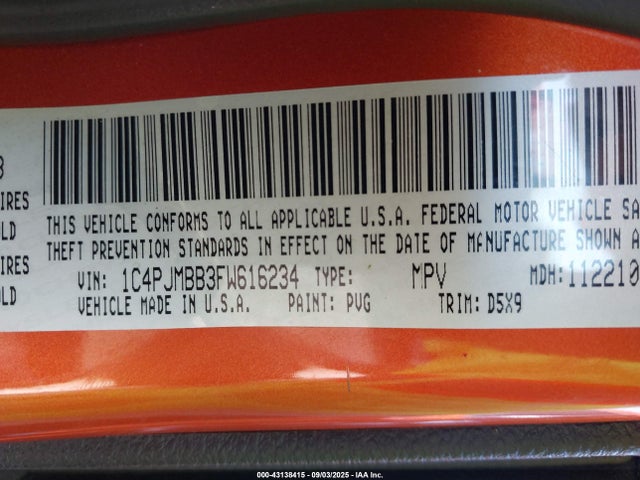 3
IRES
OLD
IRES
OLD
THIS VEHICLE CONFORMS TO ALL APPLICABLE U.S.A. FEDERAL MOTOR VEHICLE SA
THEFT PREVENTION STANDARDS IN EFFECT ON THE DATE OF MANUFACTURE SHOWN A
VIN: 1C4PJMBB3FW616234 TYPE: MPV MDH:112210
VEHICLE MADE IN U.S.A. PAINT: PVG TRIM: D5X9
000-43138415 - 09/03/2025 - IAA Inc.